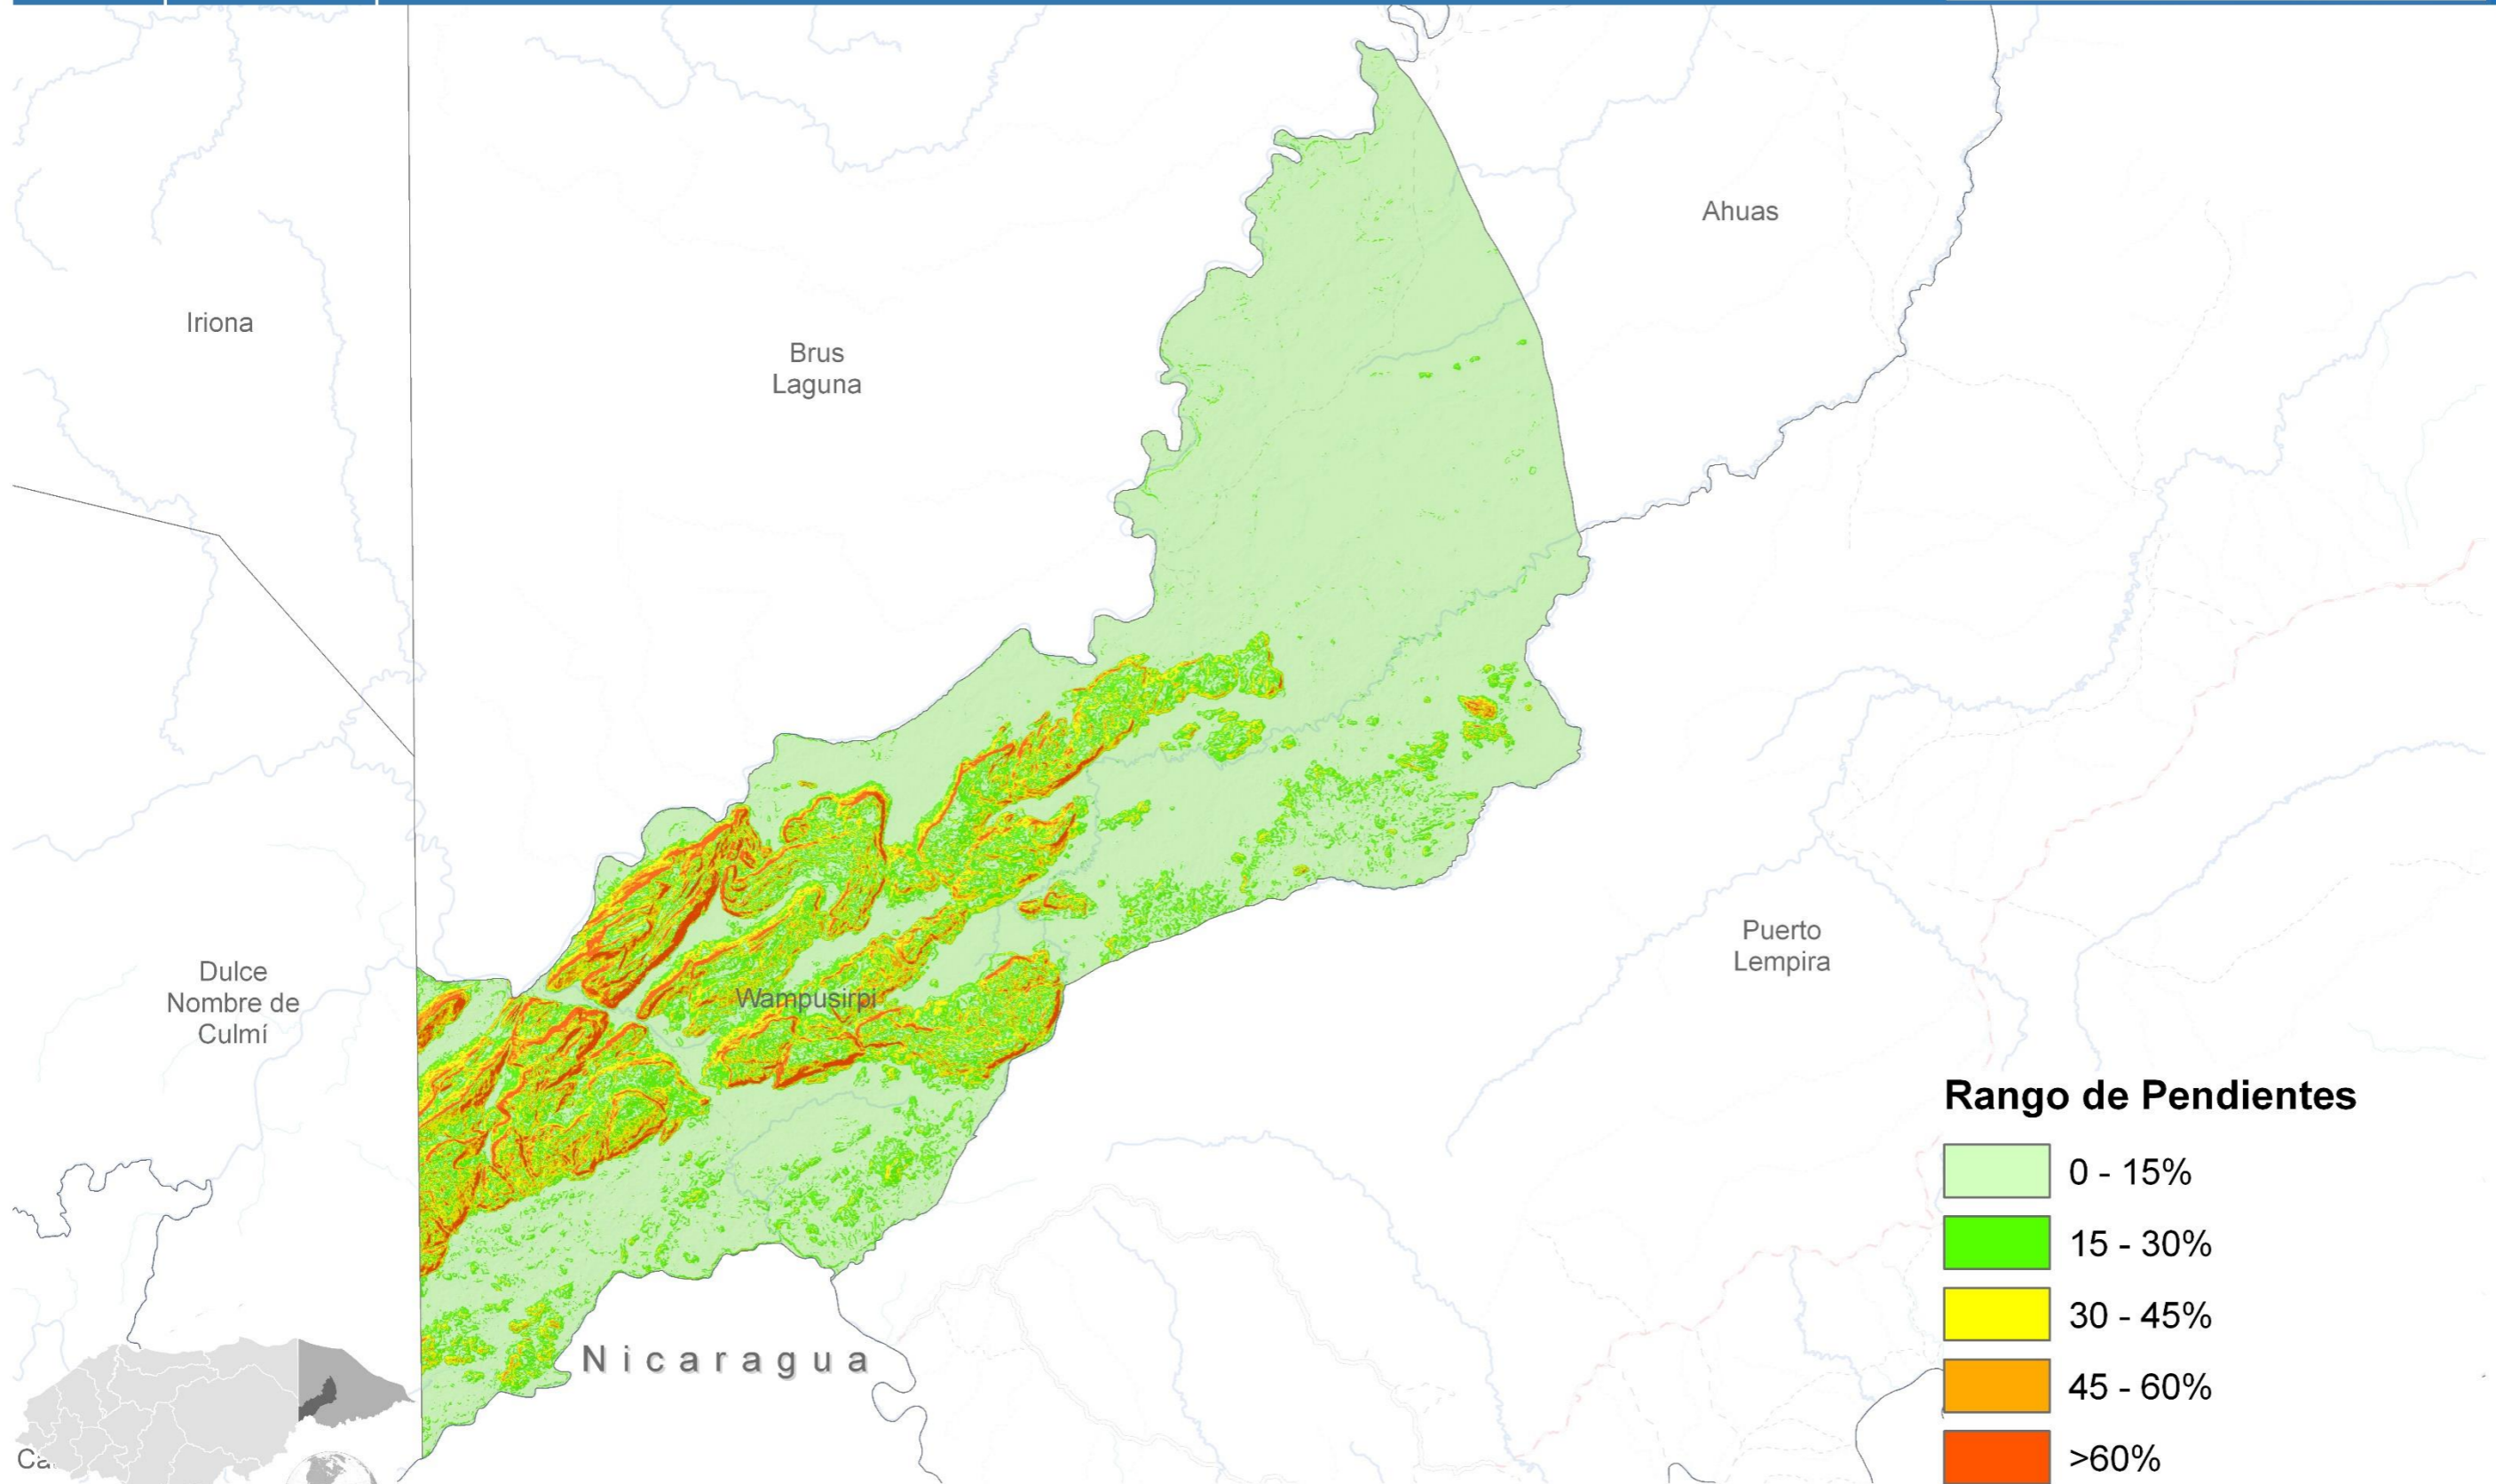 Ahuas
Iriona
Brus
Laguna
Puerto
Lempira
Dulce
Nombre de
Culmí
Wampusirpi
Nicaragua
Rango de Pendientes
0 - 15%
15 - 30%
30 - 45%
45 - 60%
>60%